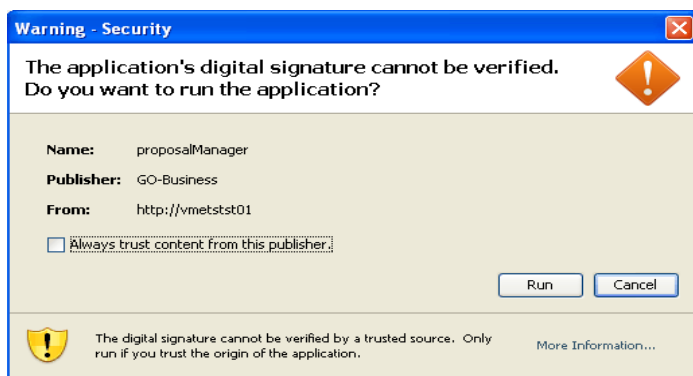 Warning - Security
The application's digital signature cannot be verified.
Do you want to run the application?
Name: proposalManager
Publisher: GO-Business
From: http://vmetstst01
Always trust content from this publisher.
Run Cancel
The digital signature cannot be verified by a trusted source. Only
run if you trust the origin of the application.
More Information...